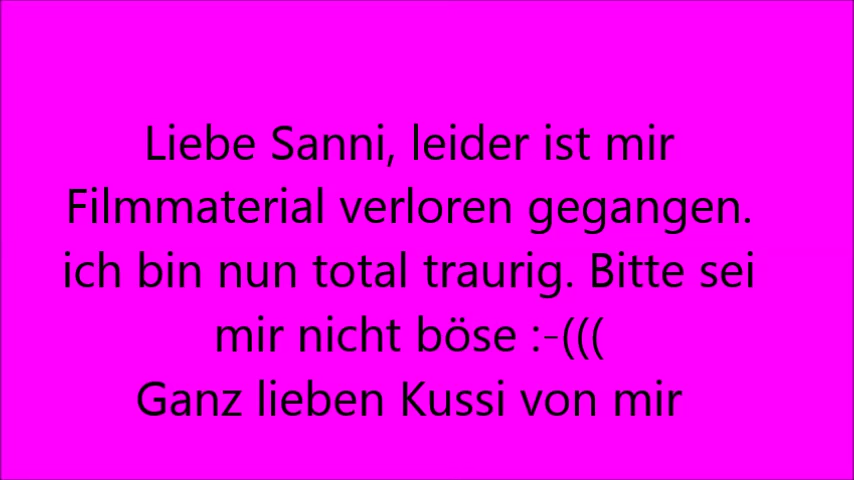 Liebe Sanni, leider ist mir
Filmmaterial verloren gegangen.
ich bin nun total traurig. Bitte sei
mir nicht böse :-(((
Ganz lieben Kussi von mir